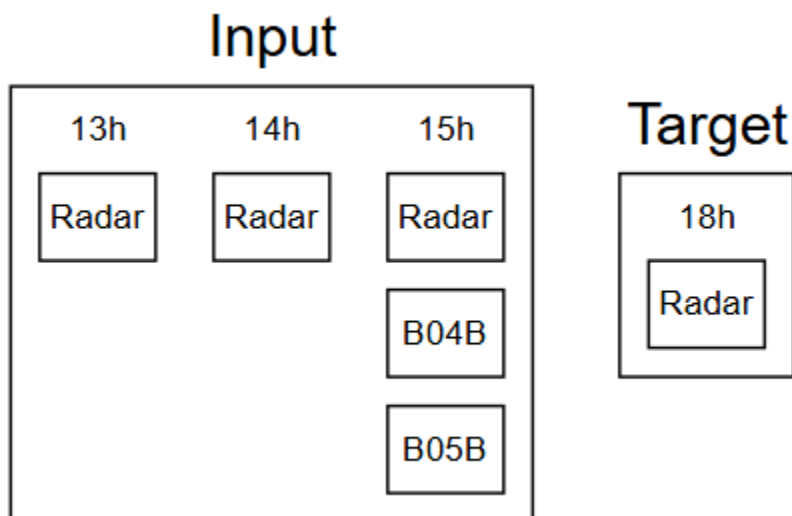 Input
Target
13h 14h 15h
18h
Radar Radar Radar
Radar
B04B
B05B